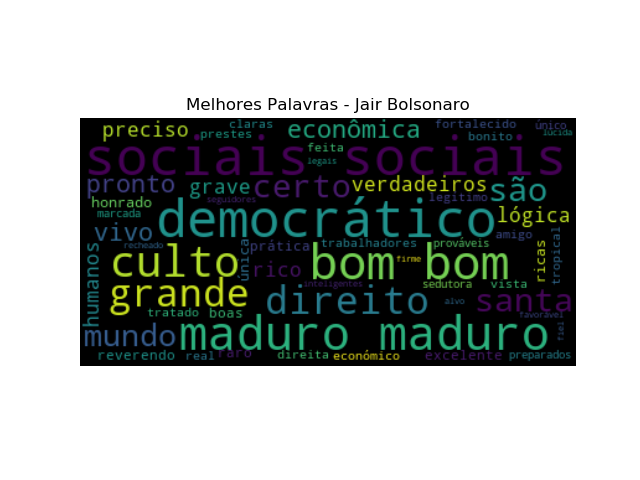 Melhores Palavras - Jair Bolsonaro
claras fortalecido único
preciso prestes econômica bonito lúcida
feita
sociais sociais
legais
pronto grave certo verdadeiros são
honrado seguidores legítimo
marcada democrático lógica
vivo amigo
recheado única prática trabalhadores prováveis ricas tropical
culto bom firme bom
humanos rico
inteligentes sedutora vista
grande direito alvo santa
tratado boas favorável
mundo maduro maduro fiel
reverendo real raro direita económico excelente preparados